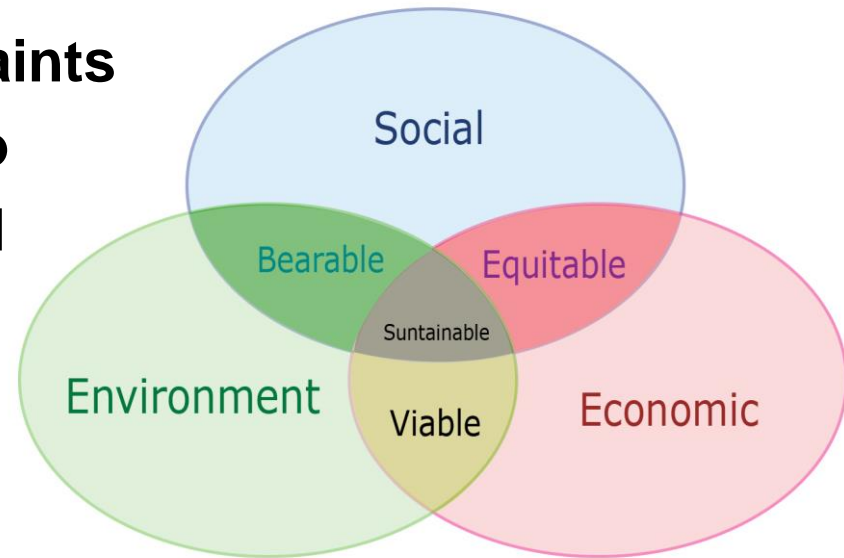 aints
Social
Bearable
Equitable
Suntainable
Environment
Viable
Economic